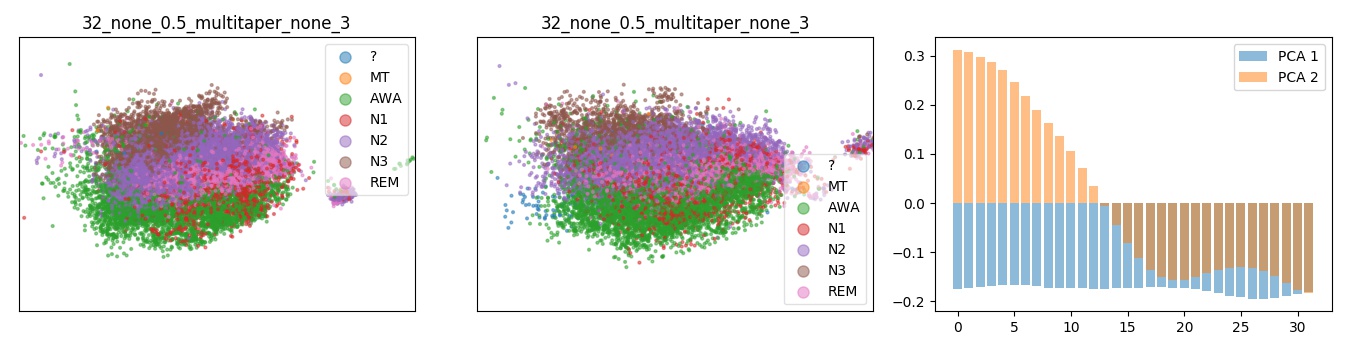 32_none_0.5_multitaper_none_3
?
MT
AWA
N1
N2
N3
REM
32_none_0.5_multitaper_none_3
?
MT
AWA
N1
N2
N3
REM
PCA 1
PCA 2
0.3
0.2
0.1
0.0
−0.1
−0.2
0 5 10 15 20 25 30